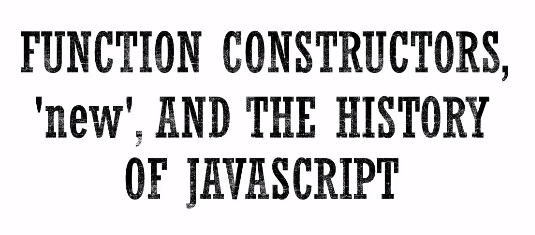 FUNCTION CONSTRUCTORS,
'new', AND THE HISTORY
OF JAVASCRIPT